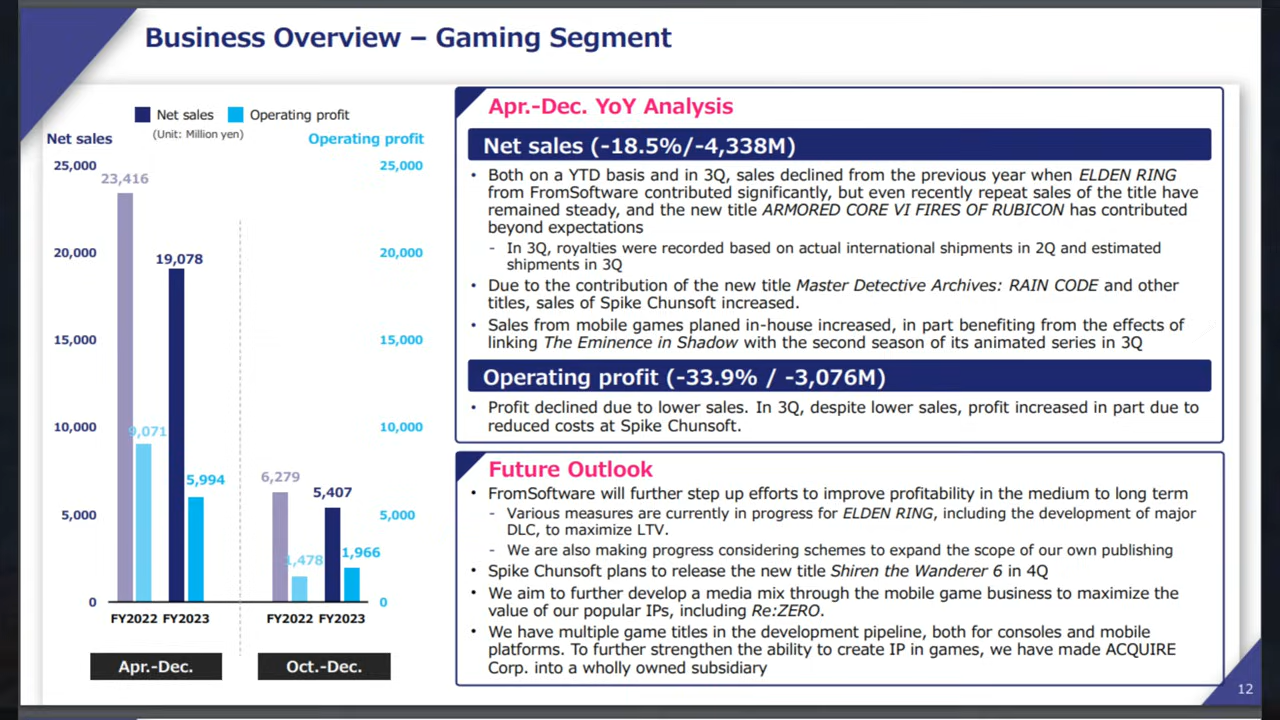 Business Overview – Gaming Segment
Net sales
Operating profit
(Unit: Million yen)
Net sales
Operating profit
25,000
20,000
15,000
10,000
5,000
0
25,000
20,000
15,000
10,000
5,000
0
23,416
9,071
19,078
5,994
6,279
1,478
5,407
1,966
FY2022 FY2023
FY2022 FY2023
Apr.-Dec.
Oct.-Dec.
Apr.-Dec. YoY Analysis
Net sales (-18.5%/-4,338M)
• Both on a YTD basis and in 3Q, sales declined from the previous year when ELDEN RING
from FromSoftware contributed significantly, but even recently repeat sales of the title have
remained steady, and the new title ARMORED CORE VI FIRES OF RUBICON has contributed
beyond expectations
- In 3Q, royalties were recorded based on actual international shipments in 2Q and estimated
shipments in 3Q
• Due to the contribution of the new title Master Detective Archives: RAIN CODE and other
titles, sales of Spike Chunsoft increased.
• Sales from mobile games planed in-house increased, in part benefiting from the effects of
linking The Eminence in Shadow with the second season of its animated series in 3Q
Operating profit (-33.9% / -3,076M)
• Profit declined due to lower sales. In 3Q, despite lower sales, profit increased in part due to
reduced costs at Spike Chunsoft.
Future Outlook
• FromSoftware will further step up efforts to improve profitability in the medium to long term
- Various measures are currently in progress for ELDEN RING, including the development of major
DLC, to maximize LTV.
- We are also making progress considering schemes to expand the scope of our own publishing
• Spike Chunsoft plans to release the new title Shiren the Wanderer 6 in 4Q
• We aim to further develop a media mix through the mobile game business to maximize the
value of our popular IPs, including Re:ZERO.
• We have multiple game titles in the development pipeline, both for consoles and mobile
platforms. To further strengthen the ability to create IP in games, we have made ACQUIRE
Corp. into a wholly owned subsidiary
12